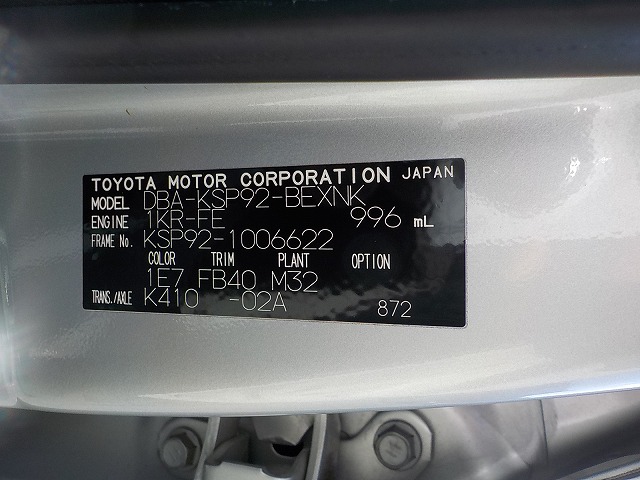 TOYOTA MOTOR CORPORATION JAPAN
MODEL DBA-KSP92-BEXNK
ENGINE 1KR-FE 996 mL
FRAME No. KSP92-1006622
COLOR TRIM PLANT OPTION
1E7 FB40 M32
TRANS./AXLE K410 -02A
872